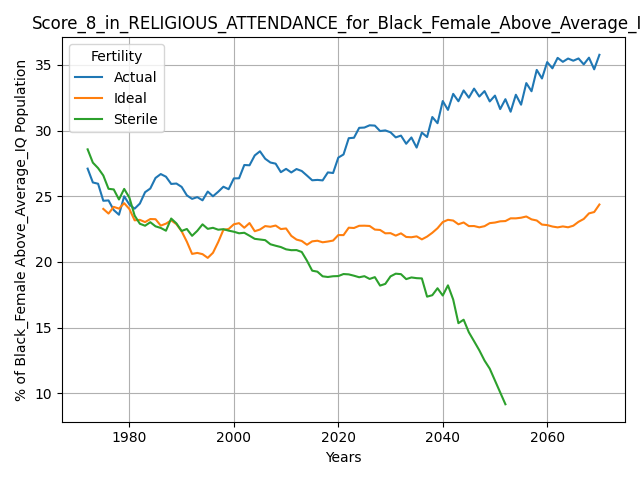 Score_8_in_RELIGIOUS_ATTENDANCE_for_Black_Female_Above_Average_I
Fertility
Actual
Ideal
Sterile
% of Black_Female Above_Average_IQ Population
35
30
25
20
15
10
1980
2000
2020
2040
2060
Years